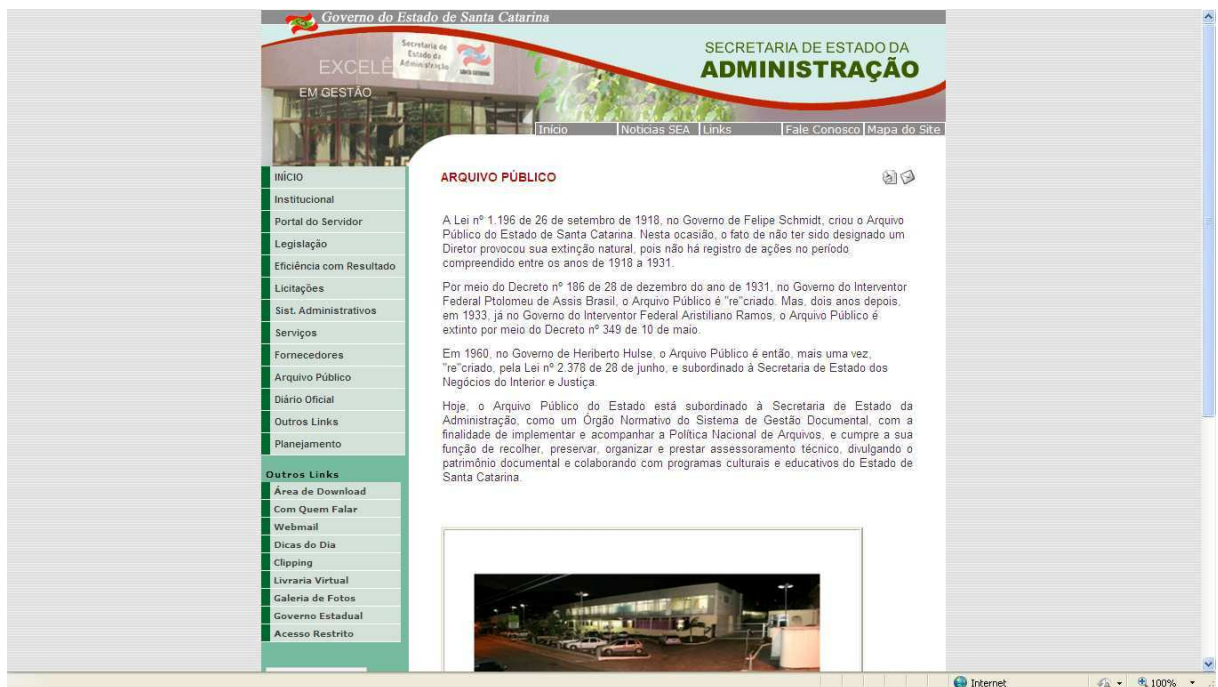 Governo do Estado de Santa Catarina
Secretaria de
Estado da
Administração
SANTA CATARINA
EXCELÊ
EM GESTÃO
SECRETARIA DE ESTADO DA
ADMINISTRAÇÃO
Início
Noticias SEA
Links
Fale Conosco
Mapa do Site
INÍCIO
Institucional
Portal do Servidor
Legislação
Eficiência com Resultado
Licitações
Sist. Administrativos
Serviços
Fornecedores
Arquivo Público
Diário Oficial
Outros Links
Planejamento
Outros Links
Área de Download
Com Quem Falar
Webmail
Dicas do Dia
Clipping
Livraria Virtual
Galeria de Fotos
Governo Estadual
Acesso Restrito
ARQUIVO PÚBLICO
A Lei nº 1.196 de 26 de setembro de 1918, no Governo de Felipe Schmidt, criou o Arquivo
Público do Estado de Santa Catarina. Nesta ocasião, o fato de não ter sido designado um
Diretor provocou sua extinção natural, pois não há registro de ações no período
compreendido entre os anos de 1918 a 1931.
Por meio do Decreto nº 186 de 28 de dezembro do ano de 1931, no Governo do Interventor
Federal Ptolomeu de Assis Brasil, o Arquivo Público é "re"criado. Mas, dois anos depois,
em 1933, já no Governo do Interventor Federal Aristiliano Ramos, o Arquivo Público é
extinto por meio do Decreto nº 349 de 10 de maio.
Em 1960, no Governo de Heriberto Hulse, o Arquivo Público é então, mais uma vez,
"re"criado, pela Lei nº 2.378 de 28 de junho, e subordinado à Secretaria de Estado dos
Negócios do Interior e Justiça.
Hoje, o Arquivo Público do Estado está subordinado à Secretaria de Estado da
Administração, como um Órgão Normativo do Sistema de Gestão Documental, com a
finalidade de implementar e acompanhar a Política Nacional de Arquivos, e cumpre a sua
função de recolher, preservar, organizar e prestar assessoramento técnico, divulgando o
patrimônio documental e colaborando com programas culturais e educativos do Estado de
Santa Catarina.
Internet
100%